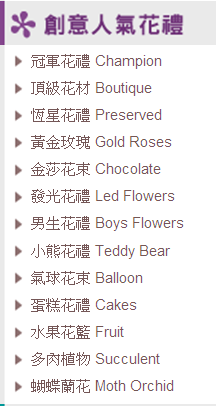 創意人氣花禮
冠軍花禮 Champion
頂級花材 Boutique
恆星花禮 Preserved
黃金玫瑰 Gold Roses
金莎花束 Chocolate
發光花禮 Led Flowers
男生花禮 Boys Flowers
小熊花禮 Teddy Bear
氣球花束 Balloon
蛋糕花禮 Cakes
水果花籃 Fruit
多肉植物 Succulent
蝴蝶蘭花 Moth Orchid